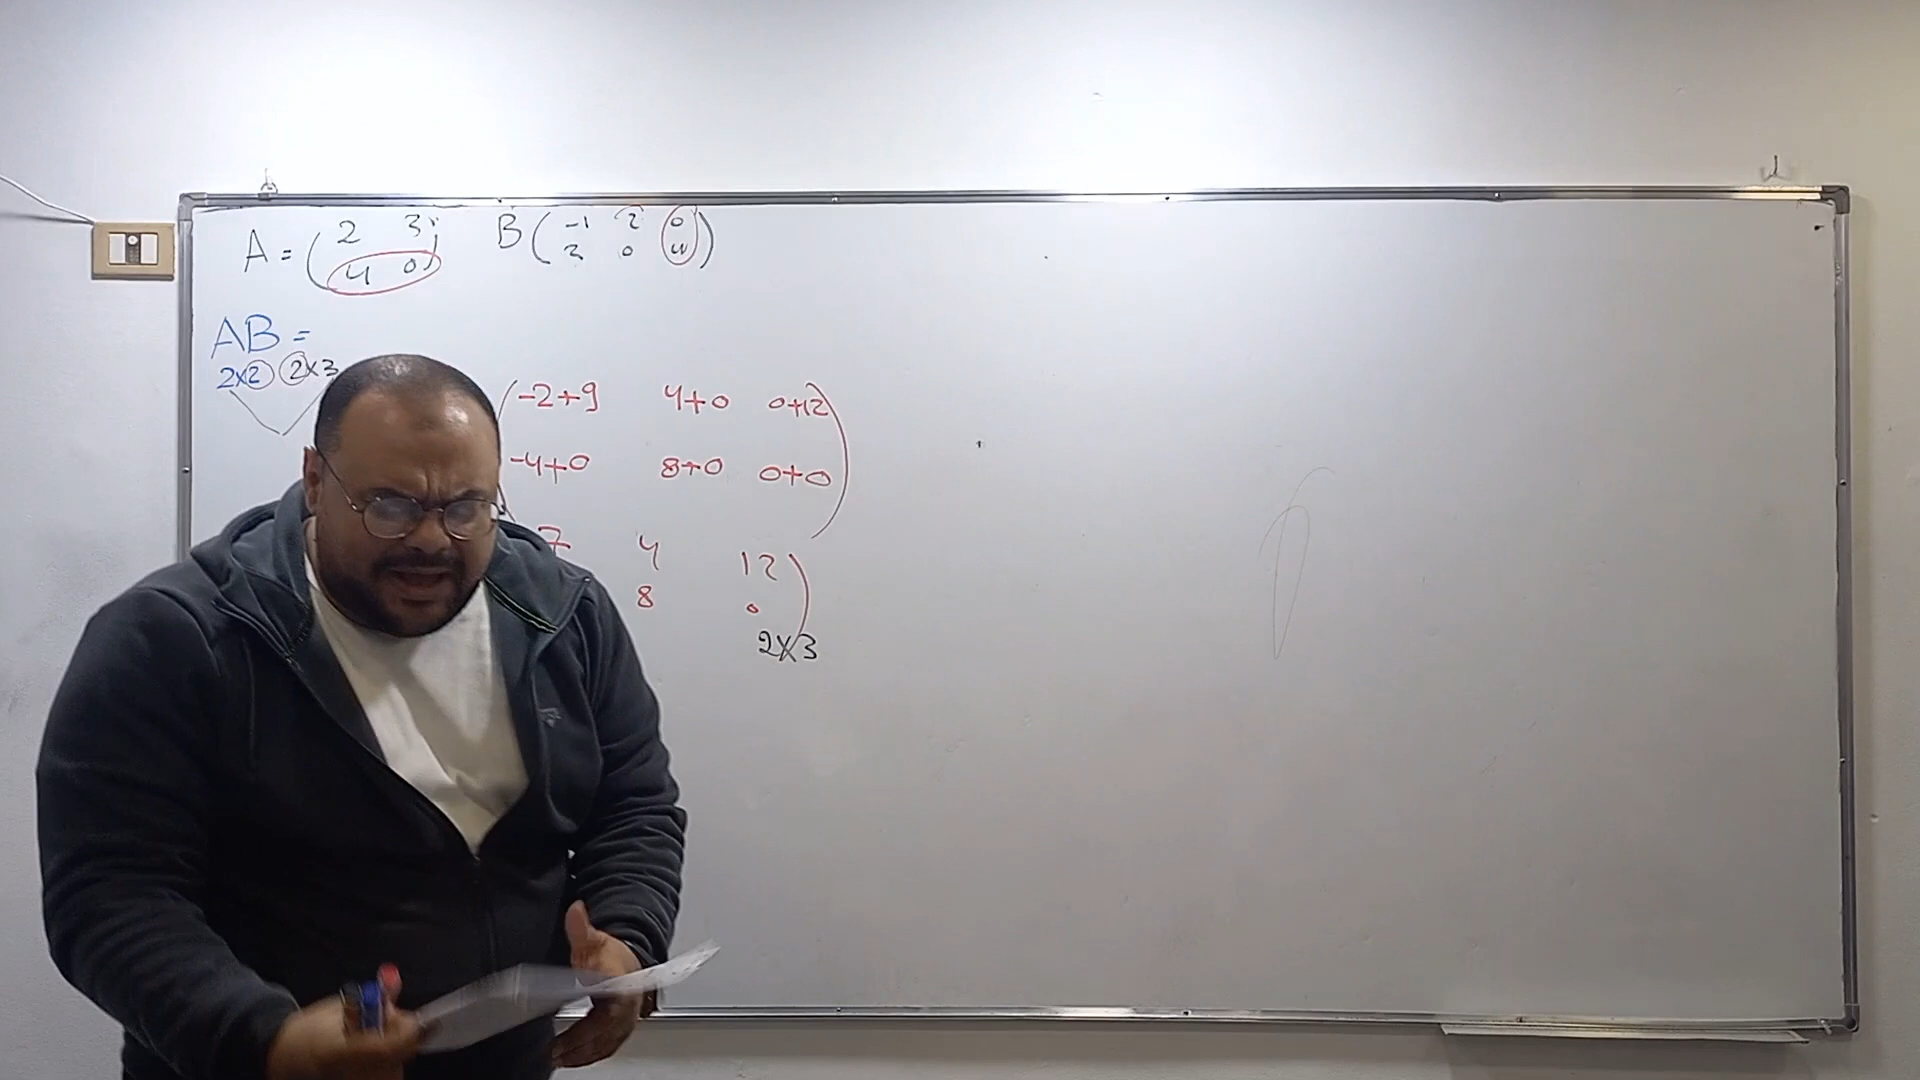 A = ( 2 3 B ( -1 2 0 )
4 0 ) 3 0 4
AB =
2x2 2x3
( -2+9 4+0 0+12 )
-4+0 8+0 0+0
7 4 12 )
8 0
2x3